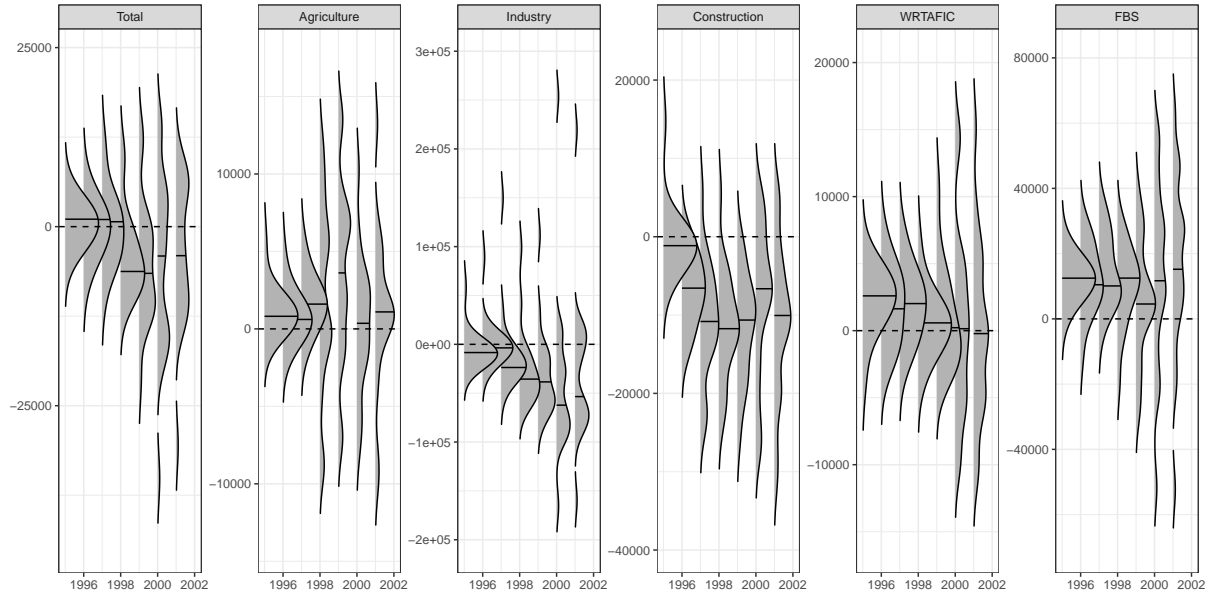 Total
Agriculture
Industry
Construction
WRTAFIC
FBS
25000
0
−25000
1996 1998 2000 2002
10000
0
−10000
1996 1998 2000 2002
3e+05
2e+05
1e+05
0e+00
−1e+05
−2e+05
1996 1998 2000 2002
20000
0
−20000
−40000
1996 1998 2000 2002
20000
10000
0
−10000
1996 1998 2000 2002
80000
40000
0
−40000
1996 1998 2000 2002